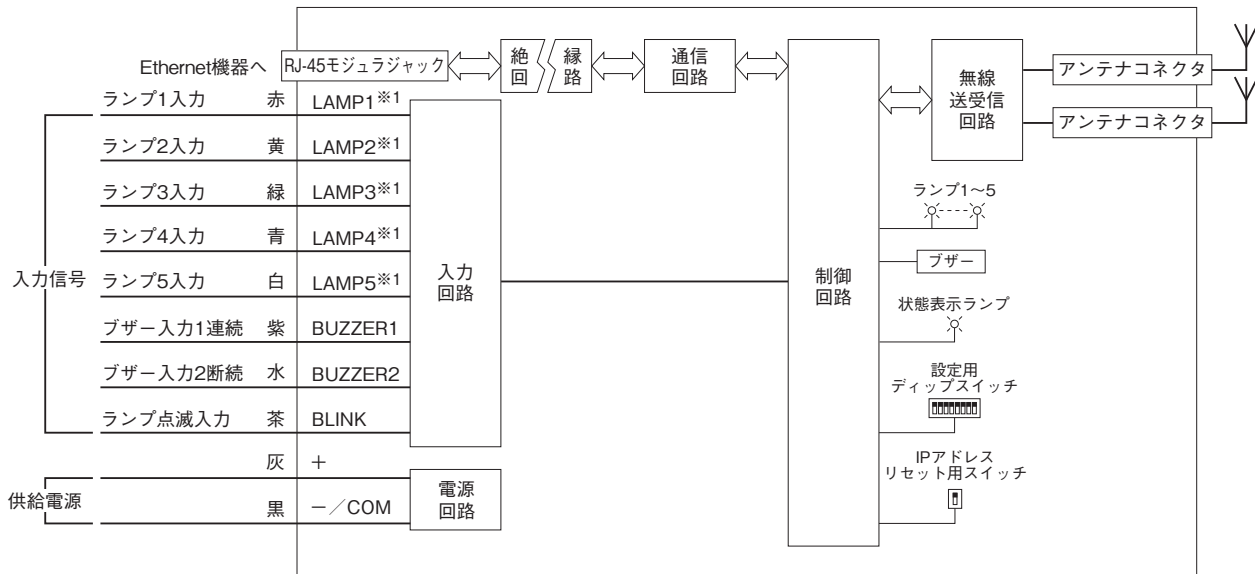 Ethernet機器へ
RJ-45モジュラジャック
絶縁
回路
通信
回路
制御
回路
無線
送受信
回路
アンテナコネクタ
アンテナコネクタ
入力信号
ランプ1入力 赤 LAMP1※1
ランプ2入力 黄 LAMP2※1
ランプ3入力 緑 LAMP3※1
ランプ4入力 青 LAMP4※1
ランプ5入力 白 LAMP5※1
ブザー入力1連続 紫 BUZZER1
ブザー入力2断続 水 BUZZER2
ランプ点滅入力 茶 BLINK
入力
回路
供給電源
灰 +
黒 −／COM
電源
回路
ランプ1〜5
ブザー
状態表示ランプ
設定用
ディップスイッチ
IPアドレス
リセット用スイッチ